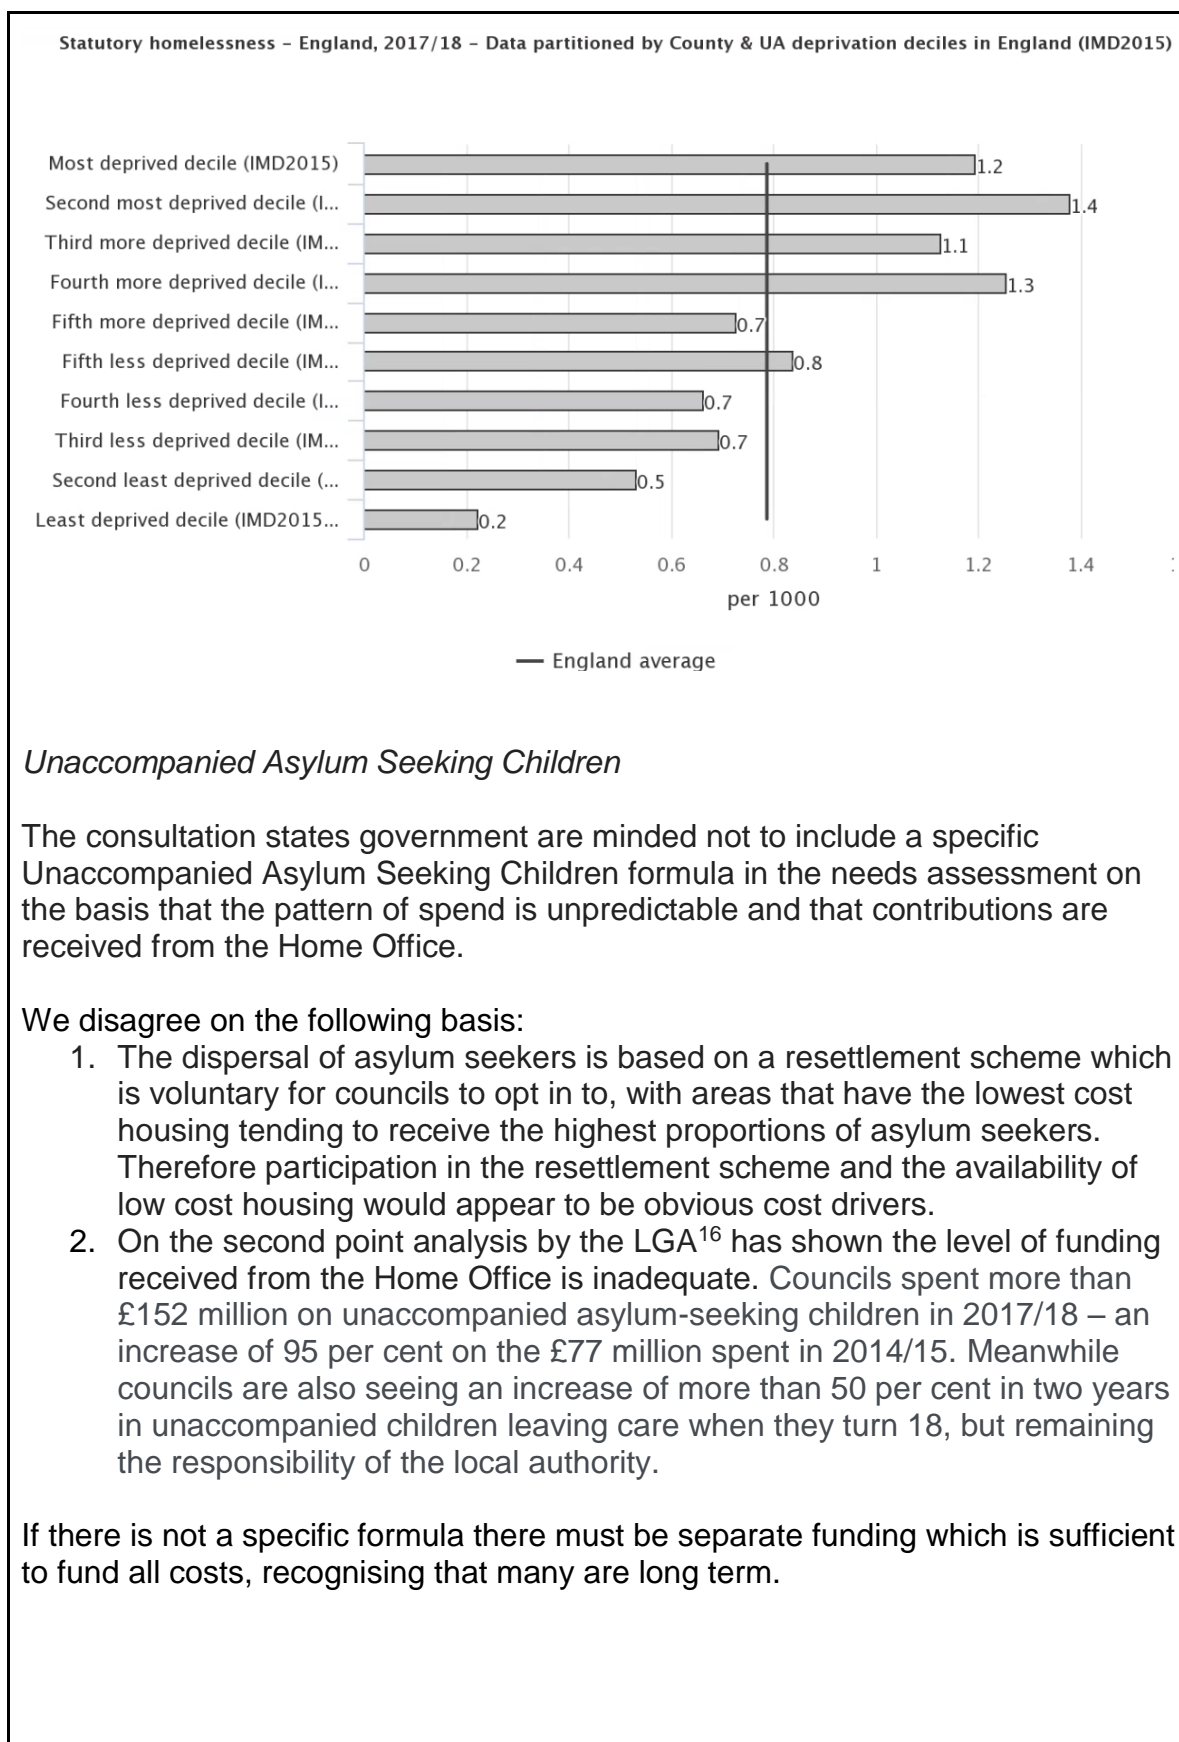 Statutory homelessness – England, 2017/18 – Data partitioned by County & UA deprivation deciles in England (IMD2015)
Most deprived decile (IMD2015)
1.2
Second most deprived decile (I...
1.4
Third more deprived decile (IM...
1.1
Fourth more deprived decile (I...
1.3
Fifth more deprived decile (IM...
0.7
Fifth less deprived decile (IM...
0.8
Fourth less deprived decile (I...
0.7
Third less deprived decile (IM...
0.7
Second least deprived decile (...
0.5
Least deprived decile (IMD2015...
0.2
0 0.2 0.4 0.6 0.8 1 1.2 1.4
per 1000
England average
Unaccompanied Asylum Seeking Children
The consultation states government are minded not to include a specific
Unaccompanied Asylum Seeking Children formula in the needs assessment on
the basis that the pattern of spend is unpredictable and that contributions are
received from the Home Office.
We disagree on the following basis:
1. The dispersal of asylum seekers is based on a resettlement scheme which
is voluntary for councils to opt in to, with areas that have the lowest cost
housing tending to receive the highest proportions of asylum seekers.
Therefore participation in the resettlement scheme and the availability of
low cost housing would appear to be obvious cost drivers.
2. On the second point analysis by the LGA16 has shown the level of funding
received from the Home Office is inadequate. Councils spent more than
£152 million on unaccompanied asylum-seeking children in 2017/18 – an
increase of 95 per cent on the £77 million spent in 2014/15. Meanwhile
councils are also seeing an increase of more than 50 per cent in two years
in unaccompanied children leaving care when they turn 18, but remaining
the responsibility of the local authority.
If there is not a specific formula there must be separate funding which is sufficient
to fund all costs, recognising that many are long term.